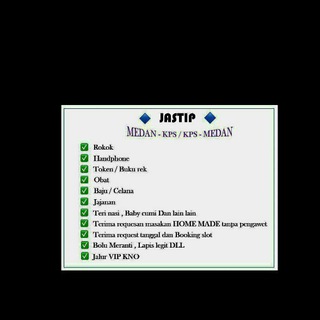 JASTIP
MEDAN - KPS / KPS - MEDAN
Rokok
Handphone
Token / Buku rek
Obat
Baju / Celana
Jajanan
Teri nasi , Baby cumi Dan lain lain
Terima requesan masakan HOME MADE tanpa pengawet
Terima request tanggal dan Booking slot
Bolu Meranti , Lapis legit DLL
Jalur VIP KNO